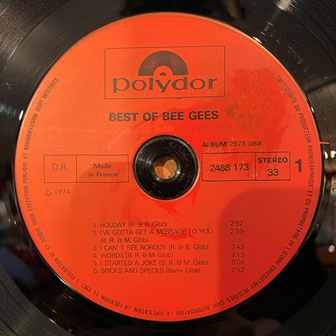 polydor
BEST OF BEE GEES
ALBUM 2675 088
D.R.
Made
in France
2488 173
STEREO
33
1
℗ 1974
1. HOLIDAY (R. & B. Gibb) 2'52
2. I'VE GOTTA GET A MESSAGE TO YOU 2'59
(B. R. & M. Gibb)
3. I CAN'T SEE NOBODY (R. & B. Gibb) 3'43
4. WORDS (B. R. & M. Gibb) 3'13
5. I STARTED A JOKE (B. R. & M. Gibb) 3'04
6. SPICKS AND SPECKS (Barry Gibb) 2'52